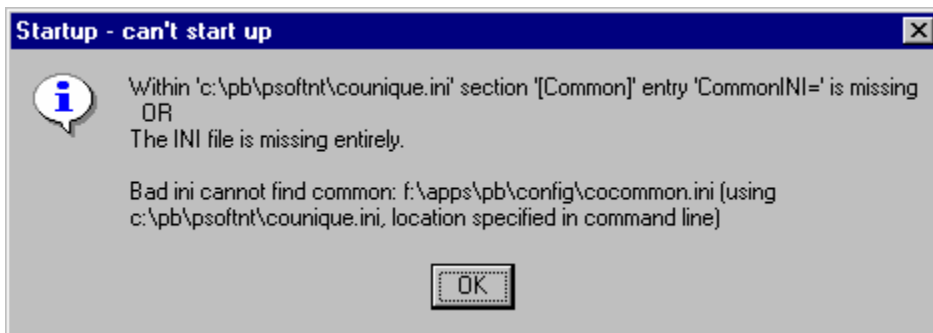 Startup - can't start up
Within 'c:\pb\psoftnt\counique.ini' section '[Common]' entry 'CommonINI=' is missing
OR
The INI file is missing entirely.
Bad ini cannot find common: f:\apps\pb\config\cocommon.ini (using
c:\pb\psoftnt\counique.ini, location specified in command line)
OK